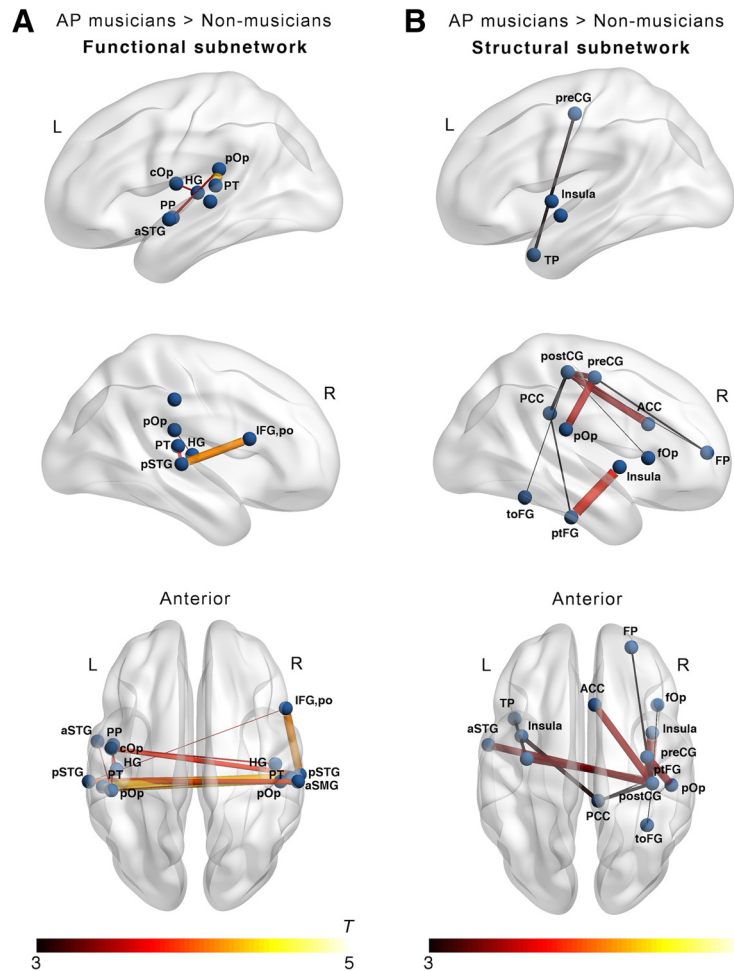 A
AP musicians > Non-musicians
Functional subnetwork
L
pOp
cOp
HG
PT
PP
aSTG
R
pOp
IFG,po
PT
HG
pSTG
Anterior
L
R
IFG,po
aSTG
PP
cOp
HG
HG
pSTG
PT
PT
pSTG
pOp
pOp
aSMG
T
3
5
B
AP musicians > Non-musicians
Structural subnetwork
L
preCG
Insula
TP
R
postCG
preCG
PCC
ACC
pOp
fOp
FP
Insula
toFG
ptFG
Anterior
L
R
FP
ACC
fOp
TP
Insula
Insula
aSTG
preCG
ptFG
postCG
pOp
PCC
toFG
3